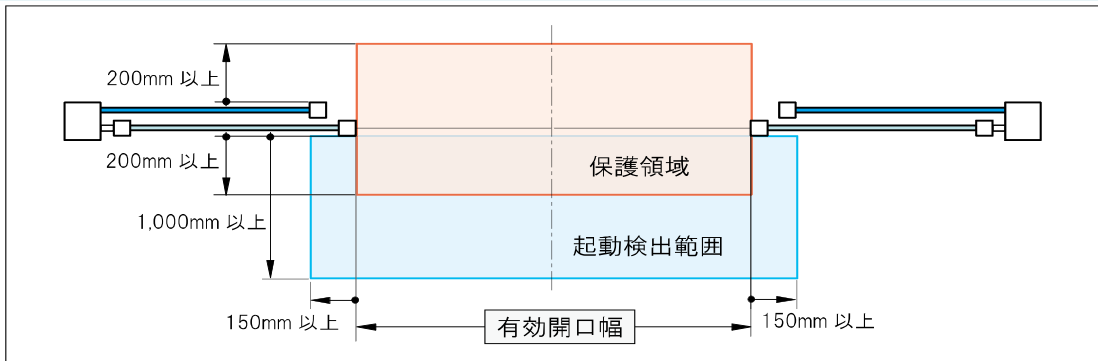 200mm 以上
200mm 以上
保護領域
1,000mm 以上
起動検出範囲
150mm 以上
有効開口幅
150mm 以上